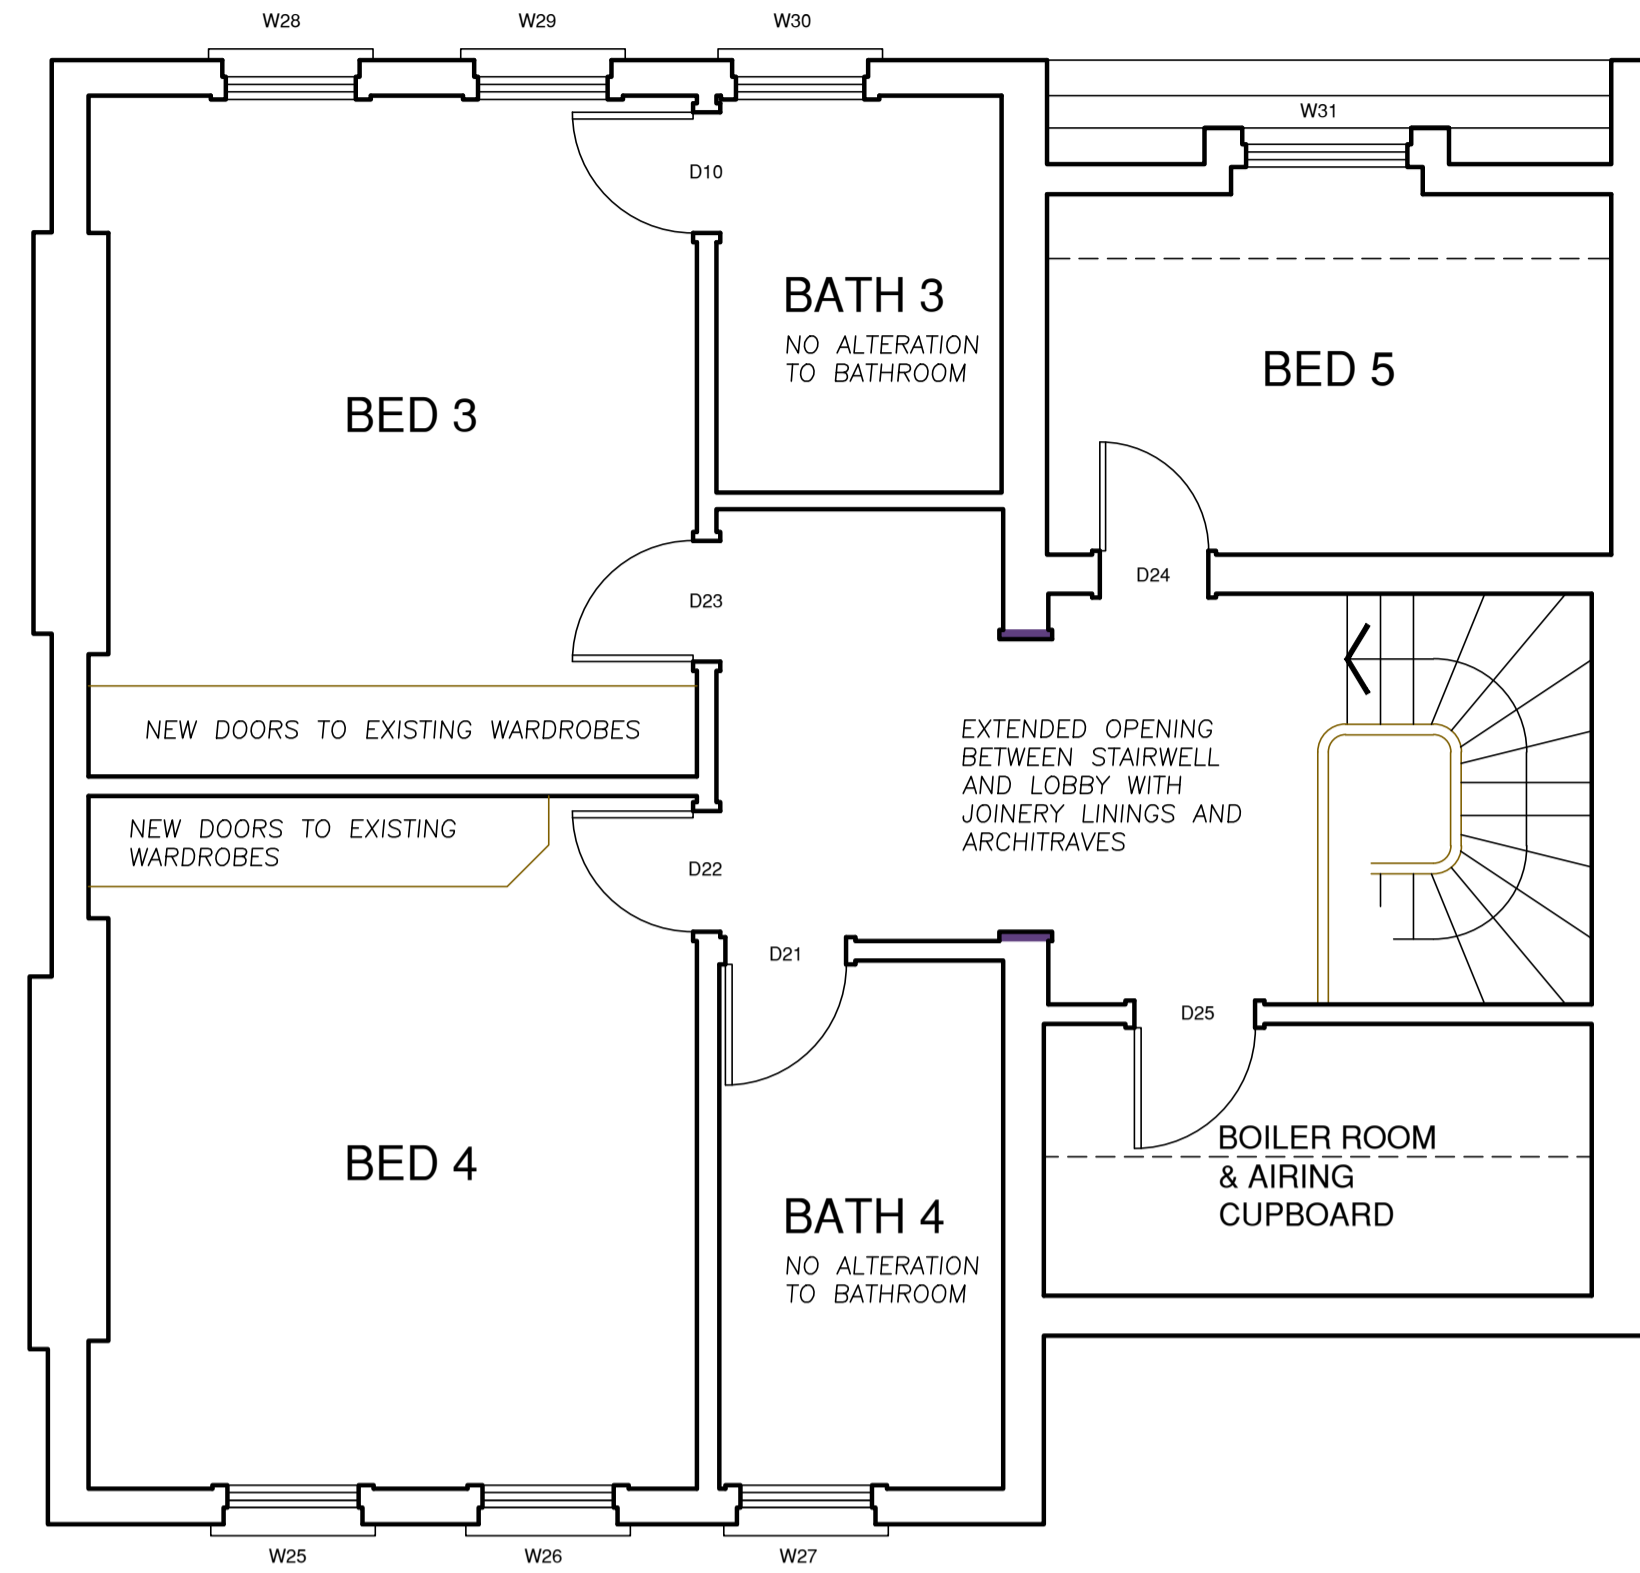 W28
W29
W30
W31
D10
BATH 3
NO ALTERATION
TO BATHROOM
BED 5
BED 3
D24
D23
NEW DOORS TO EXISTING WARDROBES
EXTENDED OPENING
BETWEEN STAIRWELL
AND LOBBY WITH
JOINERY LININGS AND
ARCHITRAVES
NEW DOORS TO EXISTING
WARDROBES
D22
D21
D25
BED 4
BOILER ROOM
& AIRING
CUPBOARD
BATH 4
NO ALTERATION
TO BATHROOM
W25
W26
W27